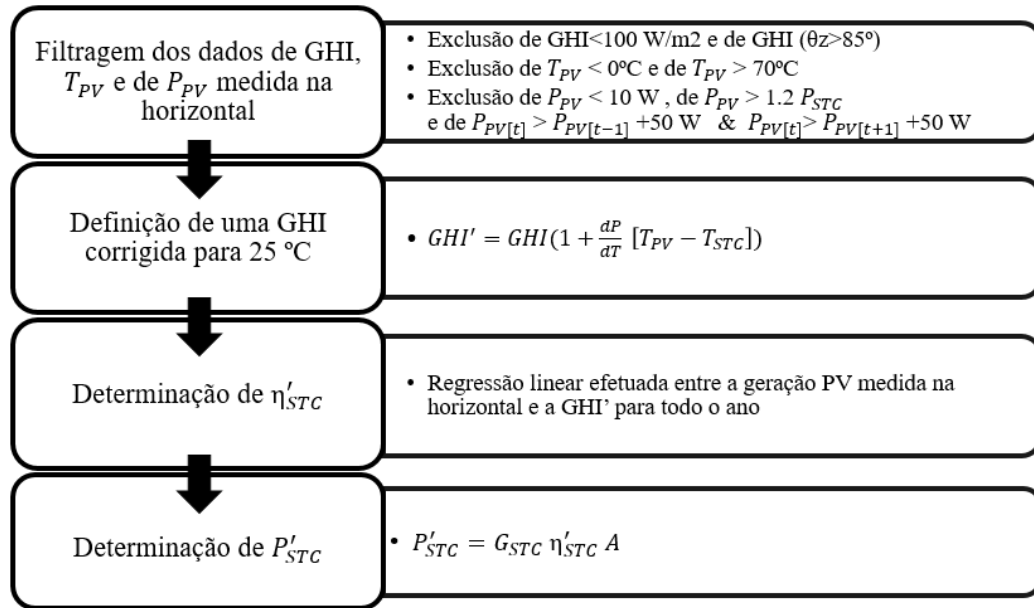 Filtragem dos dados de GHI,
T_PV e de P_PV medida na
horizontal
• Exclusão de GHI<100 W/m2 e de GHI (θz>85º)
• Exclusão de T_PV < 0ºC e de T_PV > 70ºC
• Exclusão de P_PV < 10 W , de P_PV > 1.2 P_STC
e de P_PV[t] > P_PV[t−1] +50 W & P_PV[t]> P_PV[t+1] +50 W
Definição de uma GHI
corrigida para 25 ºC
• GHI′ = GHI(1 + dP/dT [T_PV − T_STC])
Determinação de η′_STC
• Regressão linear efetuada entre a geração PV medida na
horizontal e a GHI’ para todo o ano
Determinação de P′_STC
• P′_STC = G_STC η′_STC A